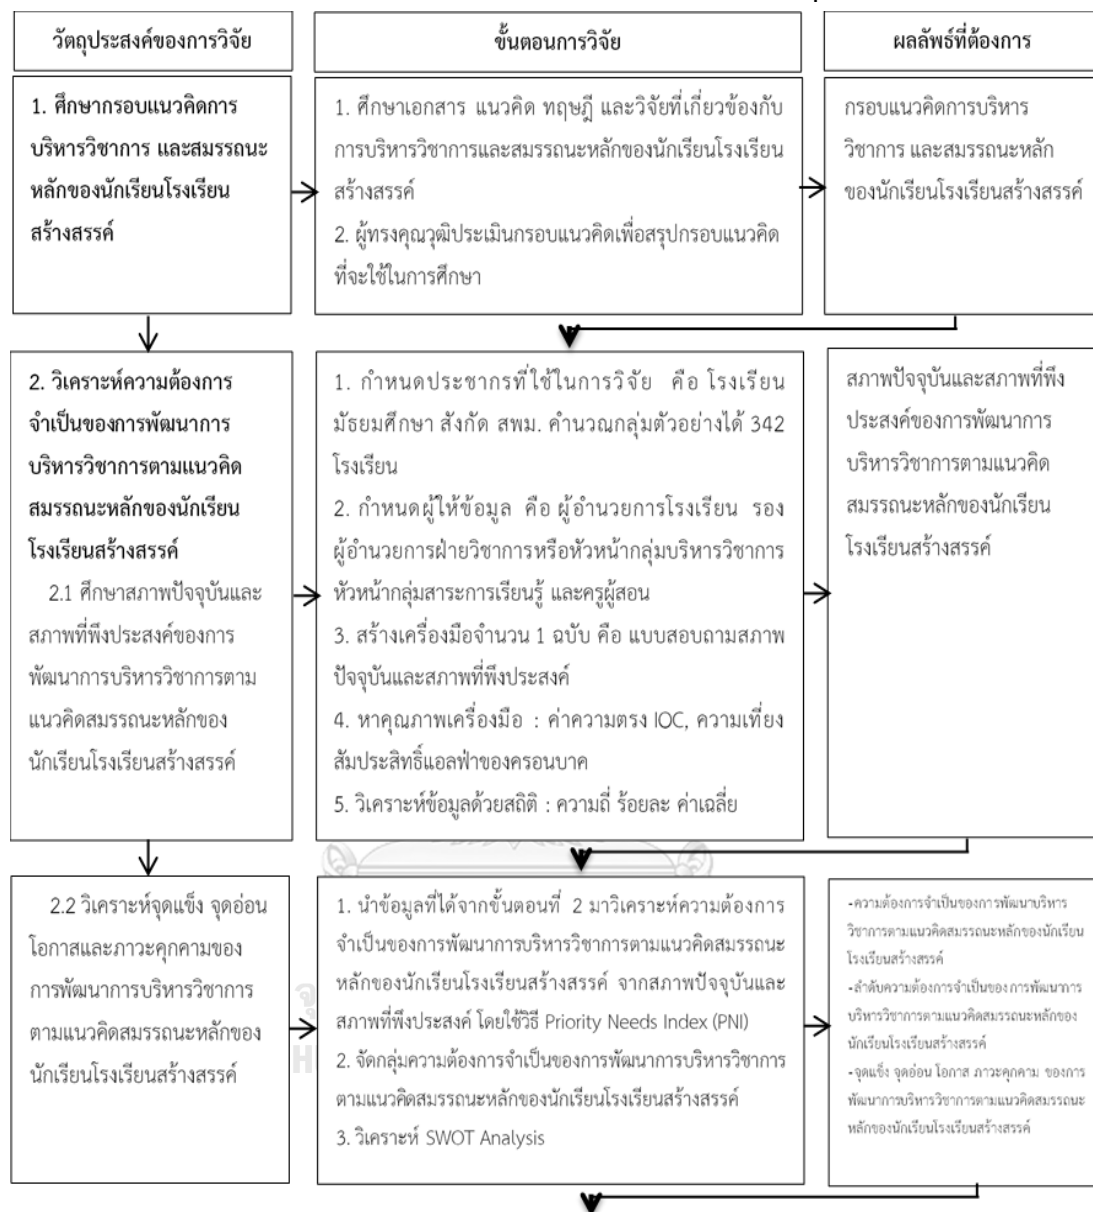 วัตถุประสงค์ของการวิจัย
ขั้นตอนการวิจัย
ผลลัพธ์ที่ต้องการ
1. ศึกษากรอบแนวคิดการ
บริหารวิชาการ และสมรรถนะ
หลักของนักเรียนโรงเรียน
สร้างสรรค์
1. ศึกษาเอกสาร แนวคิด ทฤษฎี และวิจัยที่เกี่ยวข้องกับ
การบริหารวิชาการและสมรรถนะหลักของนักเรียนโรงเรียน
สร้างสรรค์
2. ผู้ทรงคุณวุฒิประเมินกรอบแนวคิดเพื่อสรุปกรอบแนวคิด
ที่จะใช้ในการศึกษา
กรอบแนวคิดการบริหาร
วิชาการ และสมรรถนะหลัก
ของนักเรียนโรงเรียนสร้างสรรค์
2. วิเคราะห์ความต้องการ
จำเป็นของการพัฒนาการ
บริหารวิชาการตามแนวคิด
สมรรถนะหลักของนักเรียน
โรงเรียนสร้างสรรค์
2.1 ศึกษาสภาพปัจจุบันและ
สภาพที่พึงประสงค์ของการ
พัฒนาการบริหารวิชาการตาม
แนวคิดสมรรถนะหลักของ
นักเรียนโรงเรียนสร้างสรรค์
1. กำหนดประชากรที่ใช้ในการวิจัย คือ โรงเรียน
มัธยมศึกษา สังกัด สพม. คำนวณกลุ่มตัวอย่างได้ 342
โรงเรียน
2. กำหนดผู้ให้ข้อมูล คือ ผู้อำนวยการโรงเรียน รอง
ผู้อำนวยการฝ่ายวิชาการหรือหัวหน้ากลุ่มบริหารวิชาการ
หัวหน้ากลุ่มสาระการเรียนรู้ และครูผู้สอน
3. สร้างเครื่องมือจำนวน 1 ฉบับ คือ แบบสอบถามสภาพ
ปัจจุบันและสภาพที่พึงประสงค์
4. หาคุณภาพเครื่องมือ : ค่าความตรง IOC, ความเที่ยง
สัมประสิทธิ์แอลฟ่าของครอนบาค
5. วิเคราะห์ข้อมูลด้วยสถิติ : ความถี่ ร้อยละ ค่าเฉลี่ย
สภาพปัจจุบันและสภาพที่พึง
ประสงค์ของการพัฒนาการ
บริหารวิชาการตามแนวคิด
สมรรถนะหลักของนักเรียน
โรงเรียนสร้างสรรค์
2.2 วิเคราะห์จุดแข็ง จุดอ่อน
โอกาสและภาวะคุกคามของ
การพัฒนาการบริหารวิชาการ
ตามแนวคิดสมรรถนะหลักของ
นักเรียนโรงเรียนสร้างสรรค์
1. นำข้อมูลที่ได้จากขั้นตอนที่ 2 มาวิเคราะห์ความต้องการ
จำเป็นของการพัฒนาการบริหารวิชาการตามแนวคิดสมรรถนะ
หลักของนักเรียนโรงเรียนสร้างสรรค์ จากสภาพปัจจุบันและ
สภาพที่พึงประสงค์ โดยใช้วิธี Priority Needs Index (PNI)
2. จัดกลุ่มความต้องการจำเป็นของการพัฒนาการบริหารวิชาการ
ตามแนวคิดสมรรถนะหลักของนักเรียนโรงเรียนสร้างสรรค์
3. วิเคราะห์ SWOT Analysis
-ความต้องการจำเป็นของการพัฒนาบริหาร
วิชาการตามแนวคิดสมรรถนะหลักของนักเรียน
โรงเรียนสร้างสรรค์
-ลำดับความต้องการจำเป็นของการพัฒนาการ
บริหารวิชาการตามแนวคิดสมรรถนะหลักของ
นักเรียนโรงเรียนสร้างสรรค์
-จุดแข็ง จุดอ่อน โอกาส ภาวะคุกคาม ของการ
พัฒนาการบริหารวิชาการตามแนวคิดสมรรถนะ
หลักของนักเรียนโรงเรียนสร้างสรรค์